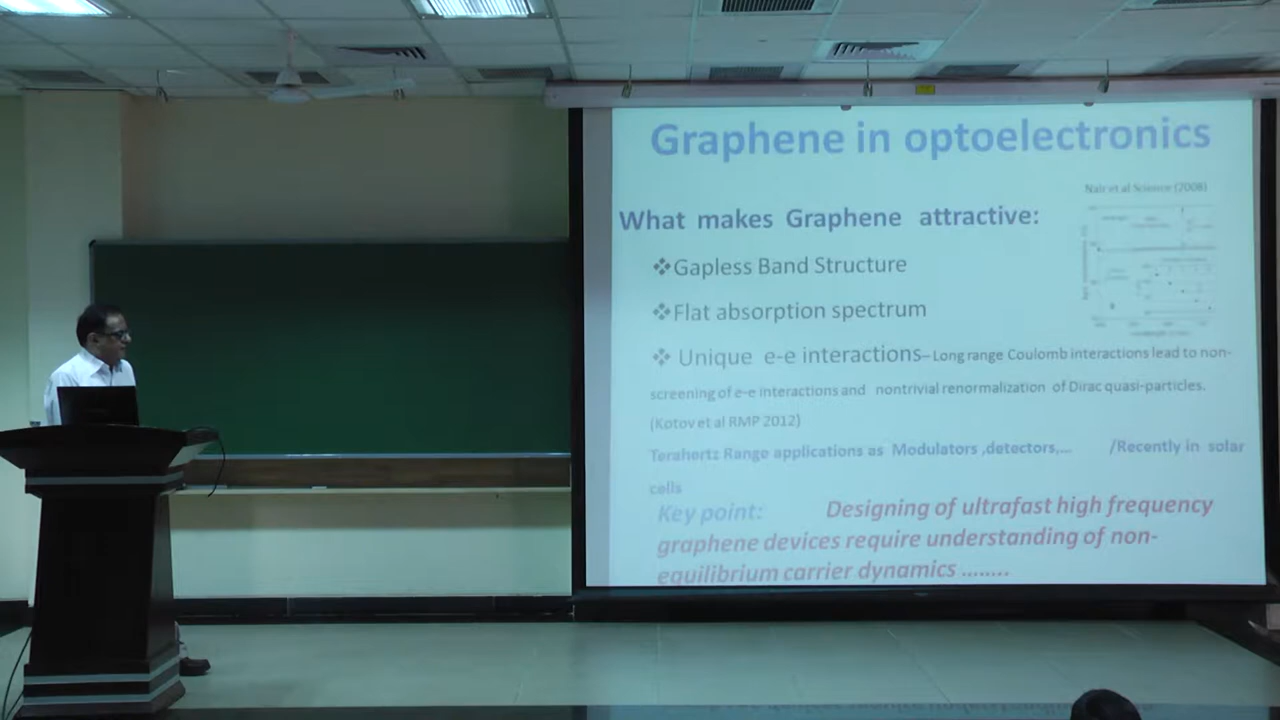 Graphene in optoelectronics
Nair et al Science (2008)
What makes Graphene attractive:
❖Gapless Band Structure
❖Flat absorption spectrum
❖ Unique e-e interactions–Long range Coulomb interactions lead to non-
screening of e-e interactions and nontrivial renormalization of Dirac quasi-particles.
(Kotov et al RMP 2012)
Terahertz Range applications as Modulators ,detectors,... /Recently in solar
cells
Key point: Designing of ultrafast high frequency
graphene devices require understanding of non-
equilibrium carrier dynamics ........